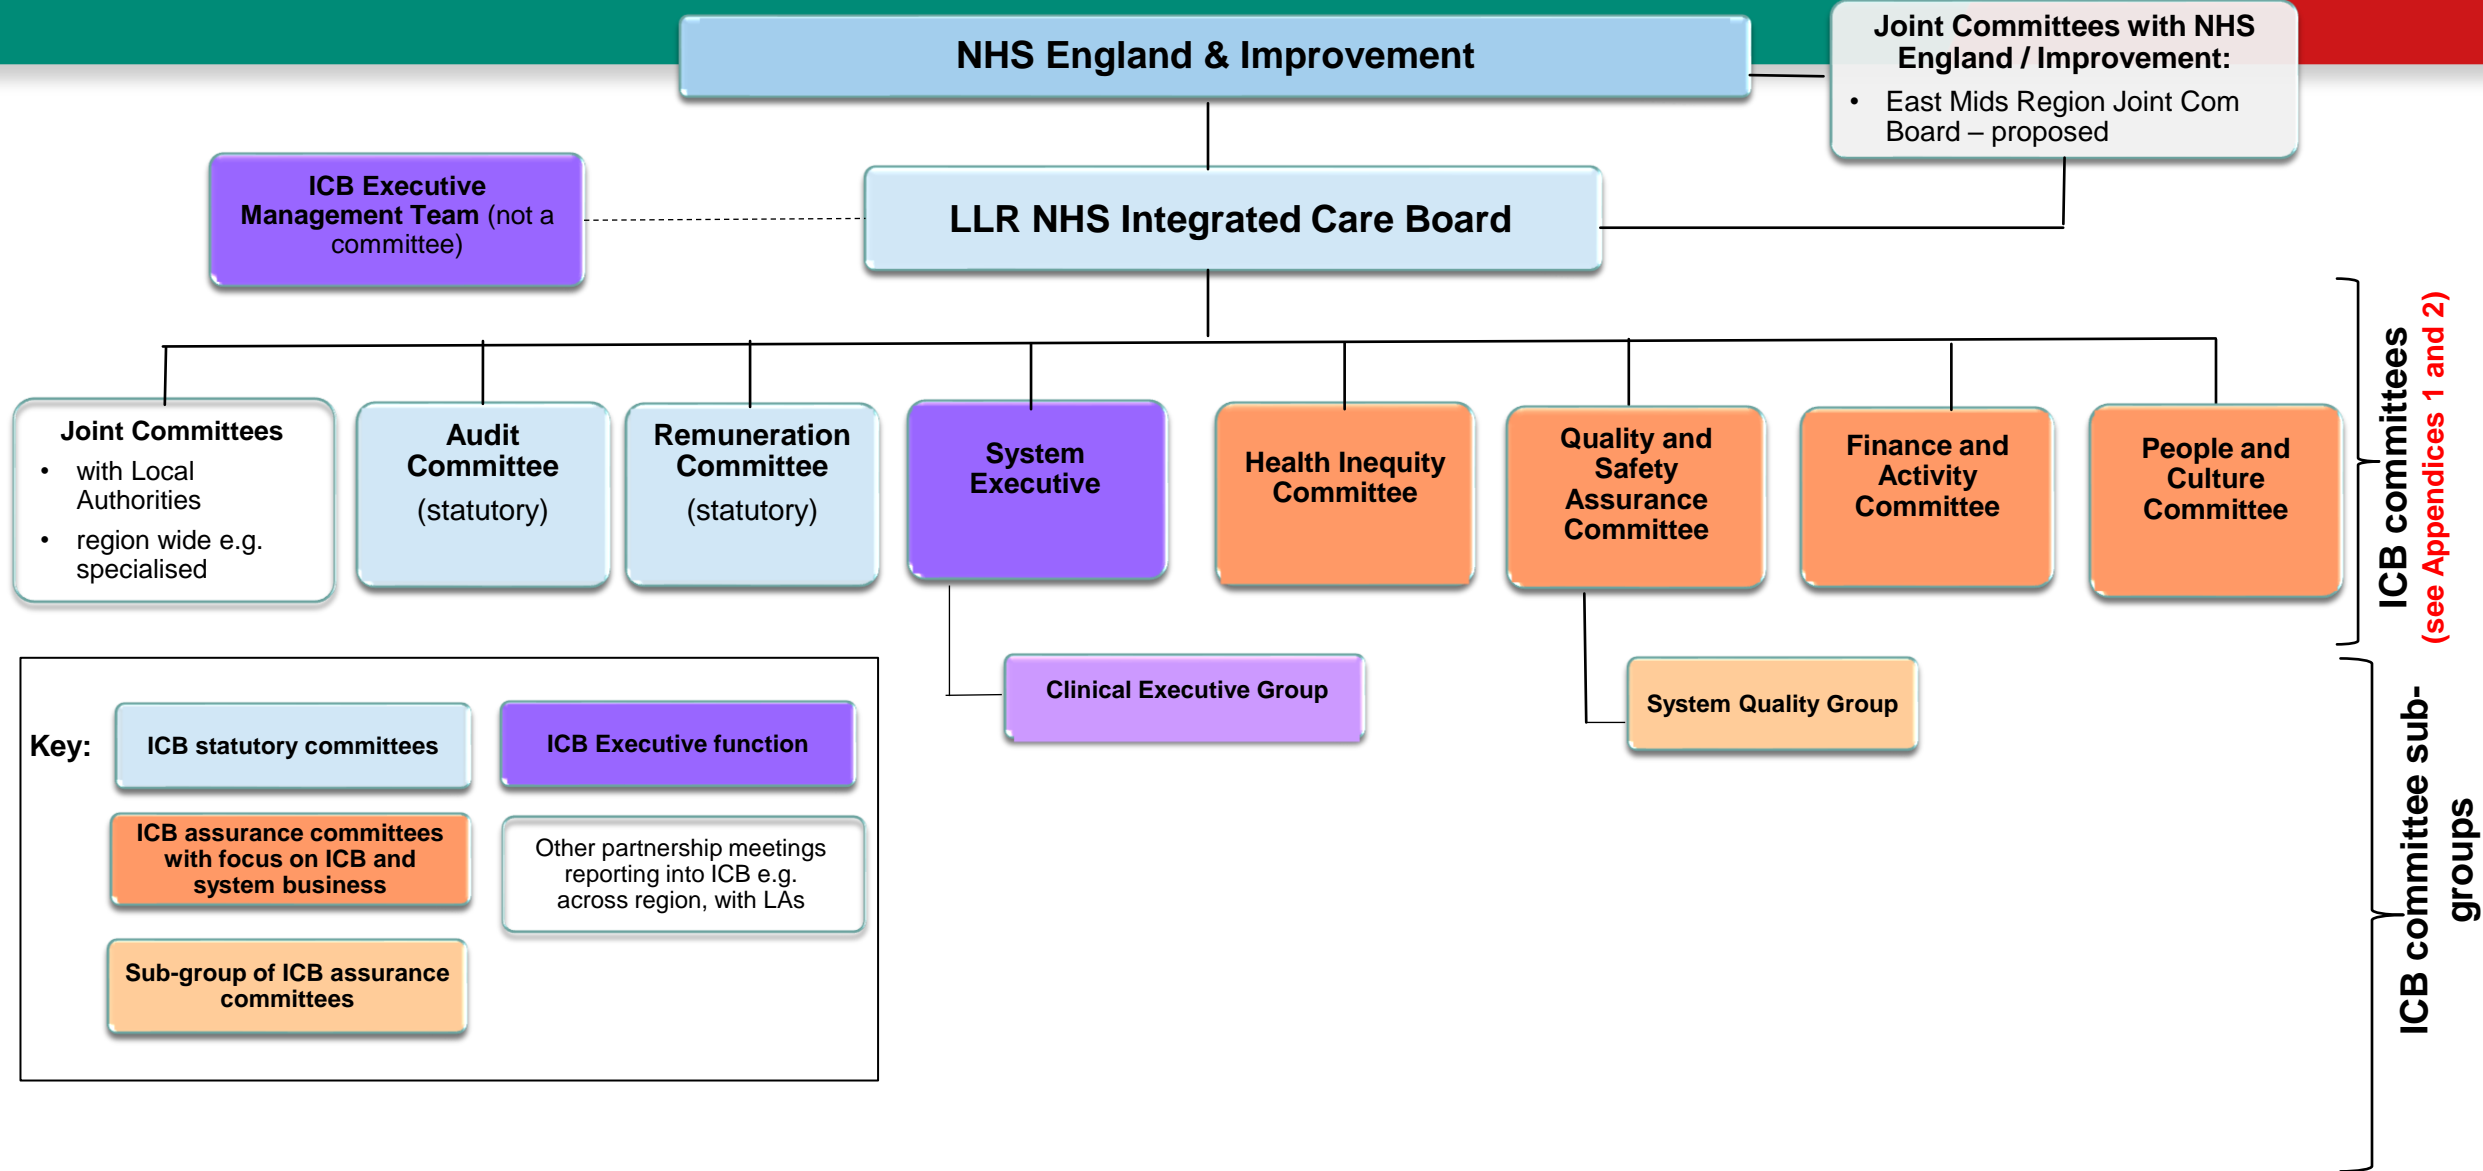 NHS England & Improvement
Joint Committees with NHS
England / Improvement:
• East Mids Region Joint Com
Board – proposed
ICB Executive
Management Team (not a
committee)
LLR NHS Integrated Care Board
Joint Committees
• with Local
Authorities
• region wide e.g.
specialised
Audit
Committee
(statutory)
Remuneration
Committee
(statutory)
System
Executive
Health Inequity
Committee
Quality and
Safety
Assurance
Committee
Finance and
Activity
Committee
People and
Culture
Committee
ICB committees
(see Appendices 1 and 2)
Clinical Executive Group
System Quality Group
ICB committee sub-
groups
Key:
ICB statutory committees
ICB Executive function
ICB assurance committees
with focus on ICB and
system business
Other partnership meetings
reporting into ICB e.g.
across region, with LAs
Sub-group of ICB assurance
committees